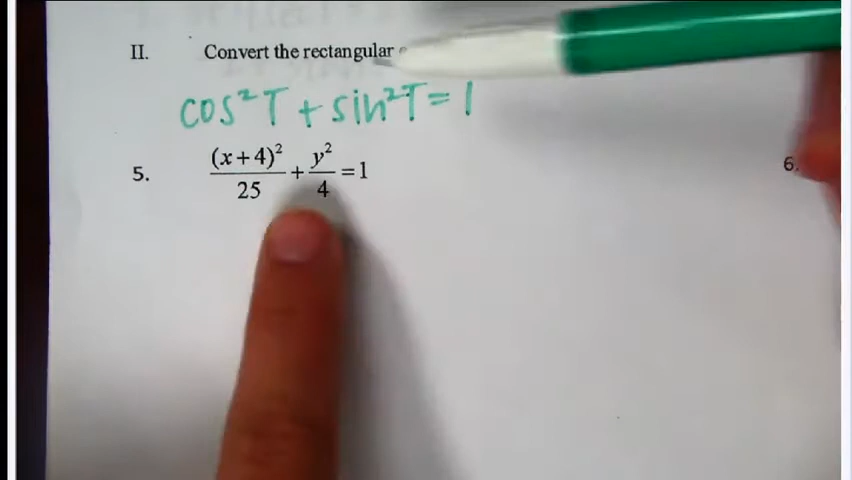 II. Convert the rectangular
cos²T + sin²T = 1
5. (x+4)²/25 + y²/4 = 1
6.